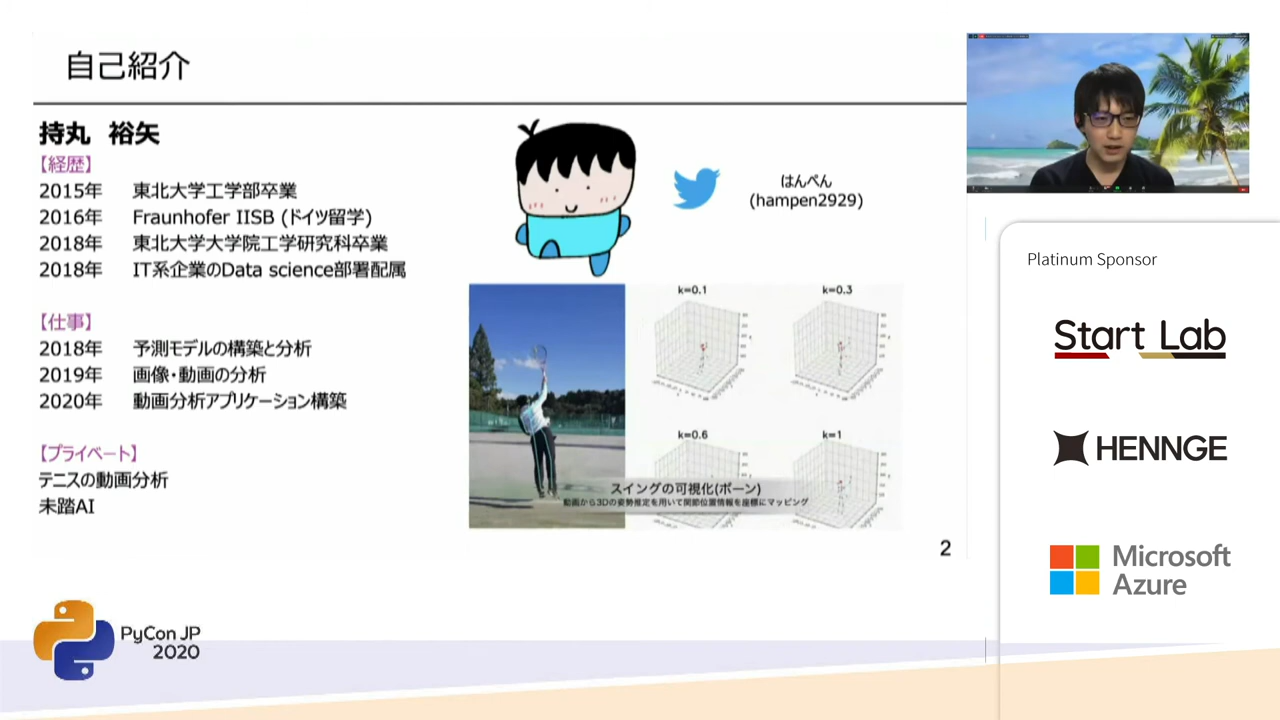 自己紹介
持丸 裕矢
【経歴】
2015年 東北大学工学部卒業
2016年 Fraunhofer IISB (ドイツ留学)
2018年 東北大学大学院工学研究科卒業
2018年 IT系企業のData science部署配属
【仕事】
2018年 予測モデルの構築と分析
2019年 画像・動画の分析
2020年 動画分析アプリケーション構築
【プライベート】
テニスの動画分析
未踏AI
はんぺん
(hampen2929)
k=0.1
k=0.3
k=0.6
k=1
スイングの可視化(ボーン)
動画から3Dの姿勢推定を用いて関節位置情報を座標にマッピング
2
PyCon JP
2020
Platinum Sponsor
Start Lab
HENNGE
Microsoft
Azure